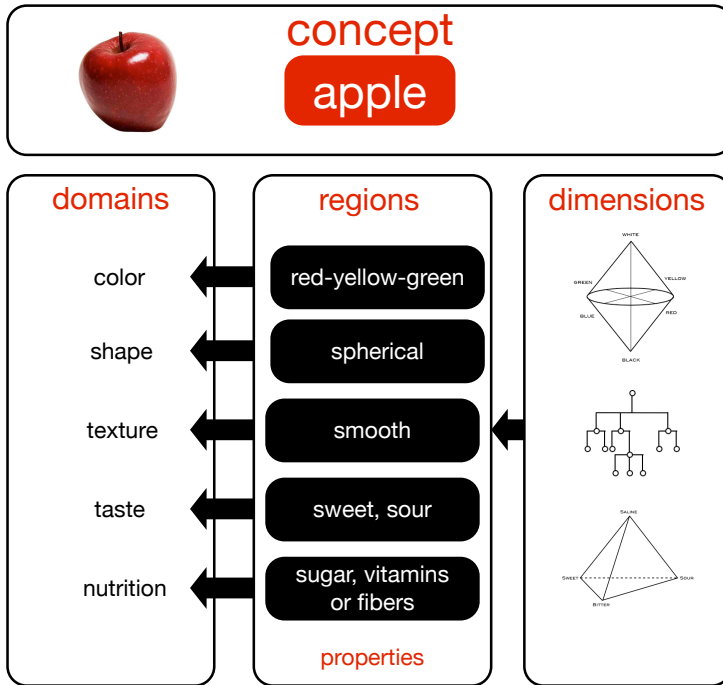 concept
apple
domains
regions
dimensions
color
red-yellow-green
shape
spherical
texture
smooth
taste
sweet, sour
nutrition
sugar, vitamins
or fibers
properties
WHITE
GREEN
YELLOW
BLUE
RED
BLACK
SALINE
SWEET
SOUR
BITTER